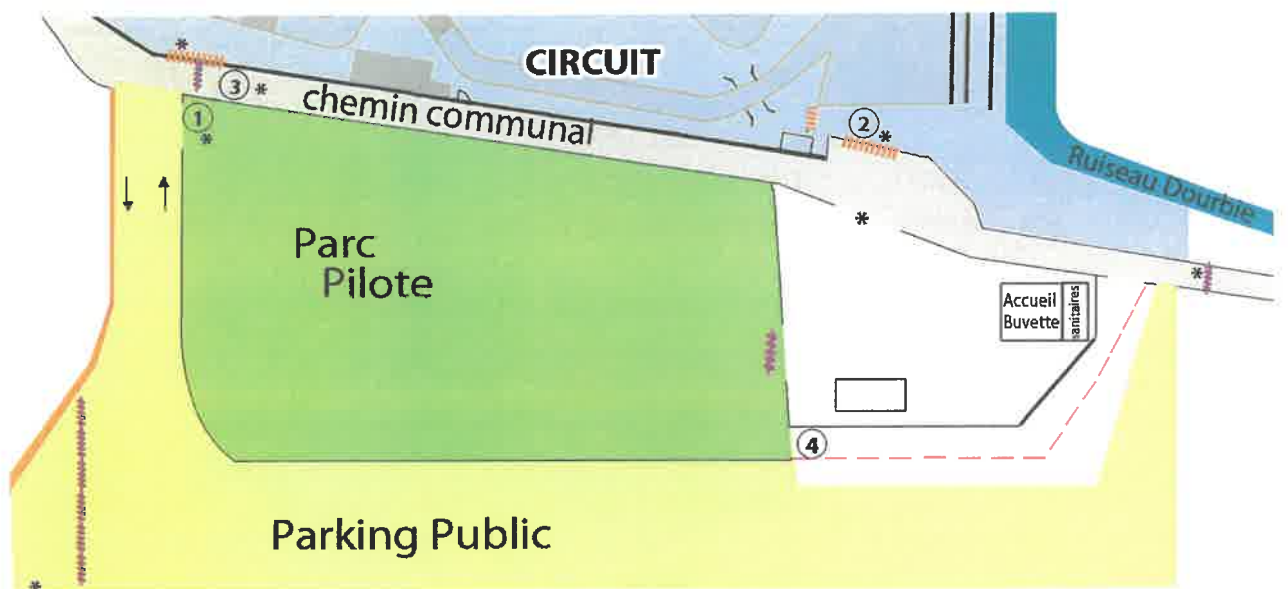 CIRCUIT
*
③ *
chemin communal
①
*
② *
Ruiseau Dourbie
*
Parc
Pilote
*
Accueil
Buvette
sanitaires
④
Parking Public
*